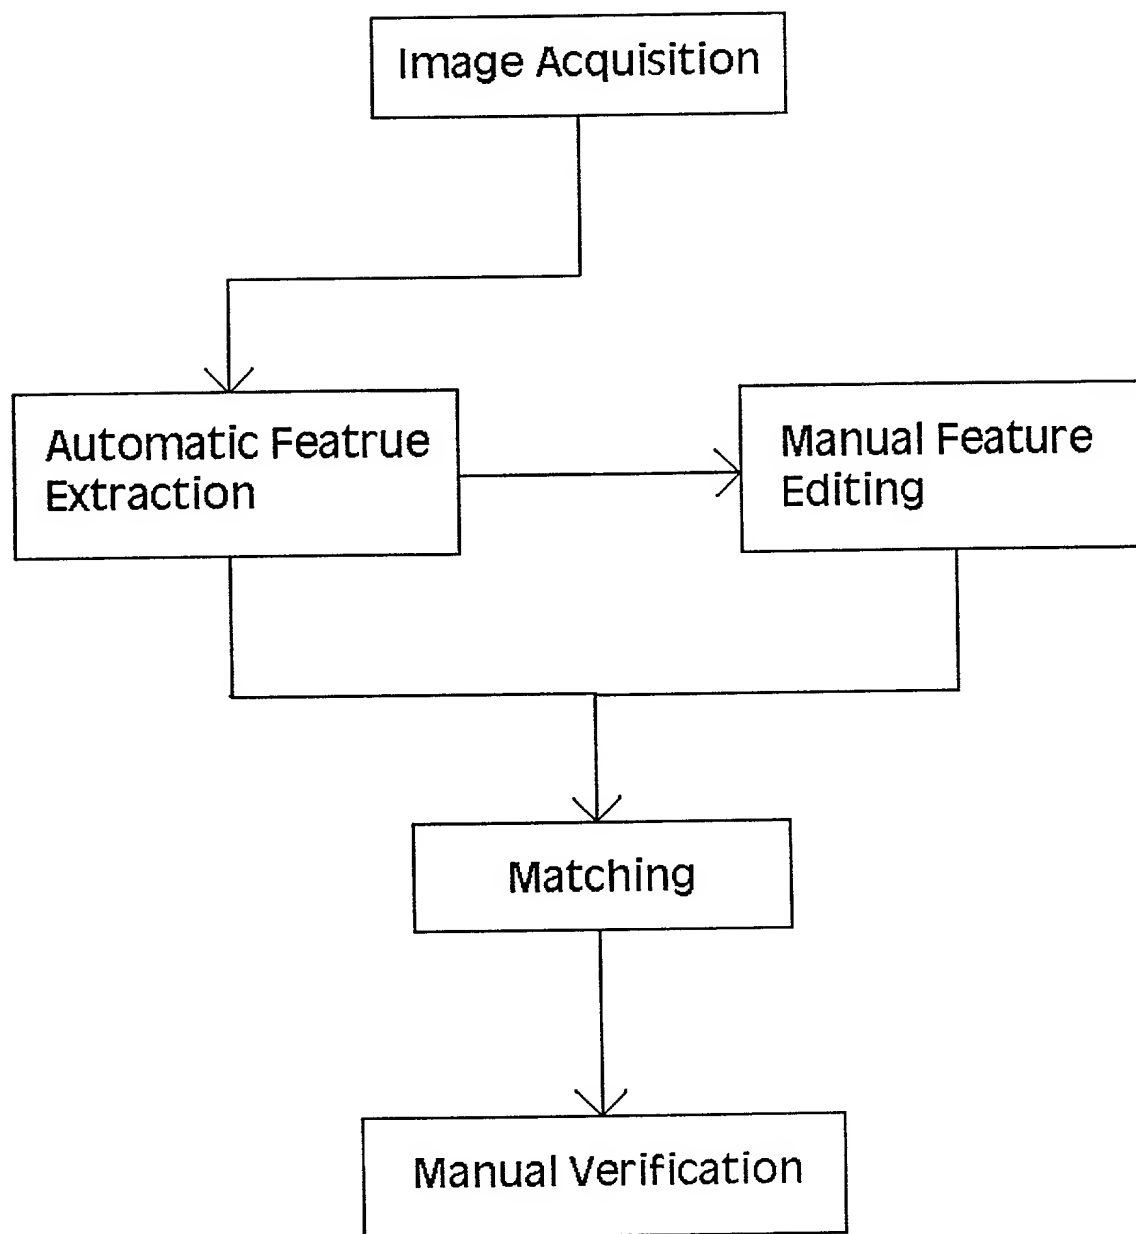 Image Acquisition
Automatic Featrue
Extraction
Manual Feature
Editing
Matching
Manual Verification